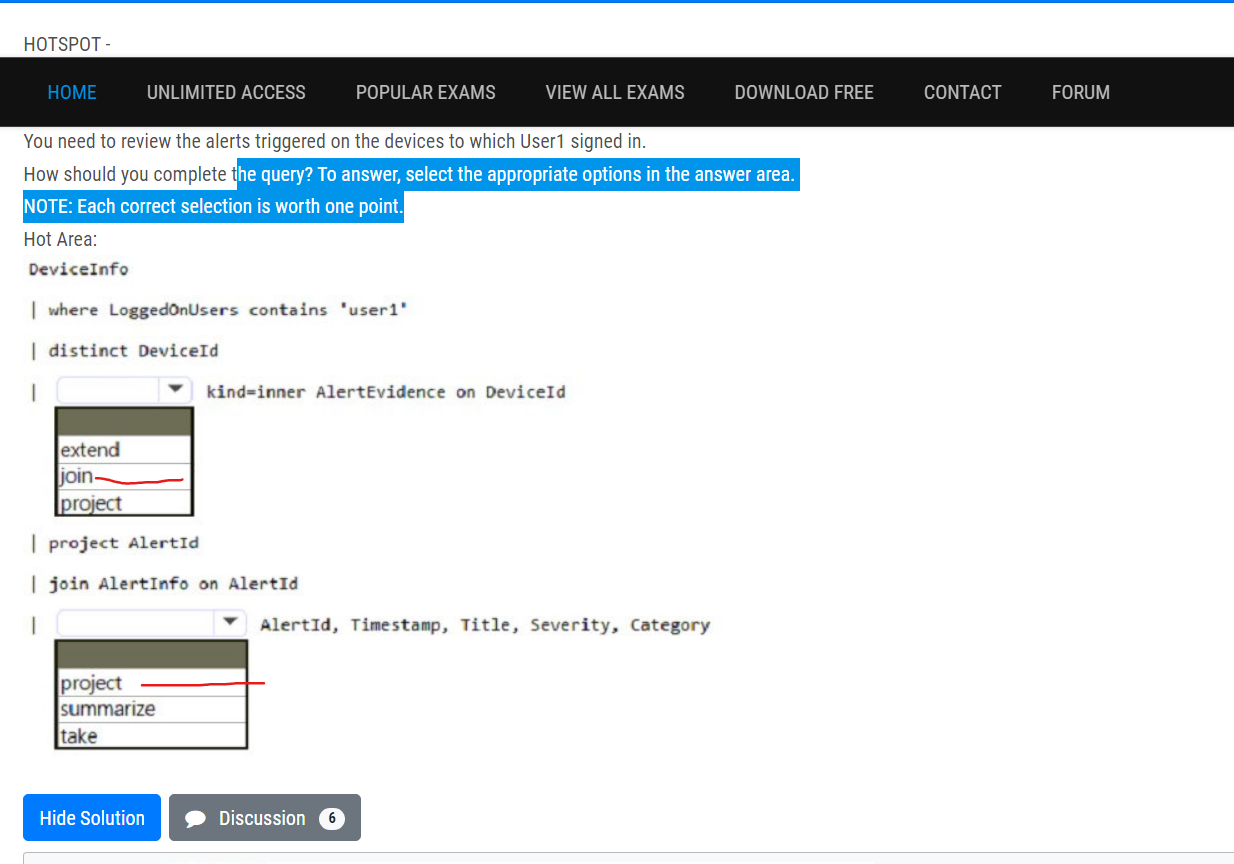 HOTSPOT -
HOME UNLIMITED ACCESS POPULAR EXAMS VIEW ALL EXAMS DOWNLOAD FREE CONTACT FORUM
You need to review the alerts triggered on the devices to which User1 signed in.
How should you complete the query? To answer, select the appropriate options in the answer area.
NOTE: Each correct selection is worth one point.
Hot Area:
DeviceInfo
| where LoggedOnUsers contains 'user1'
| distinct DeviceId
| kind=inner AlertEvidence on DeviceId
extend
join
project
| project AlertId
| join AlertInfo on AlertId
| AlertId, Timestamp, Title, Severity, Category
project
summarize
take
Hide Solution Discussion 6